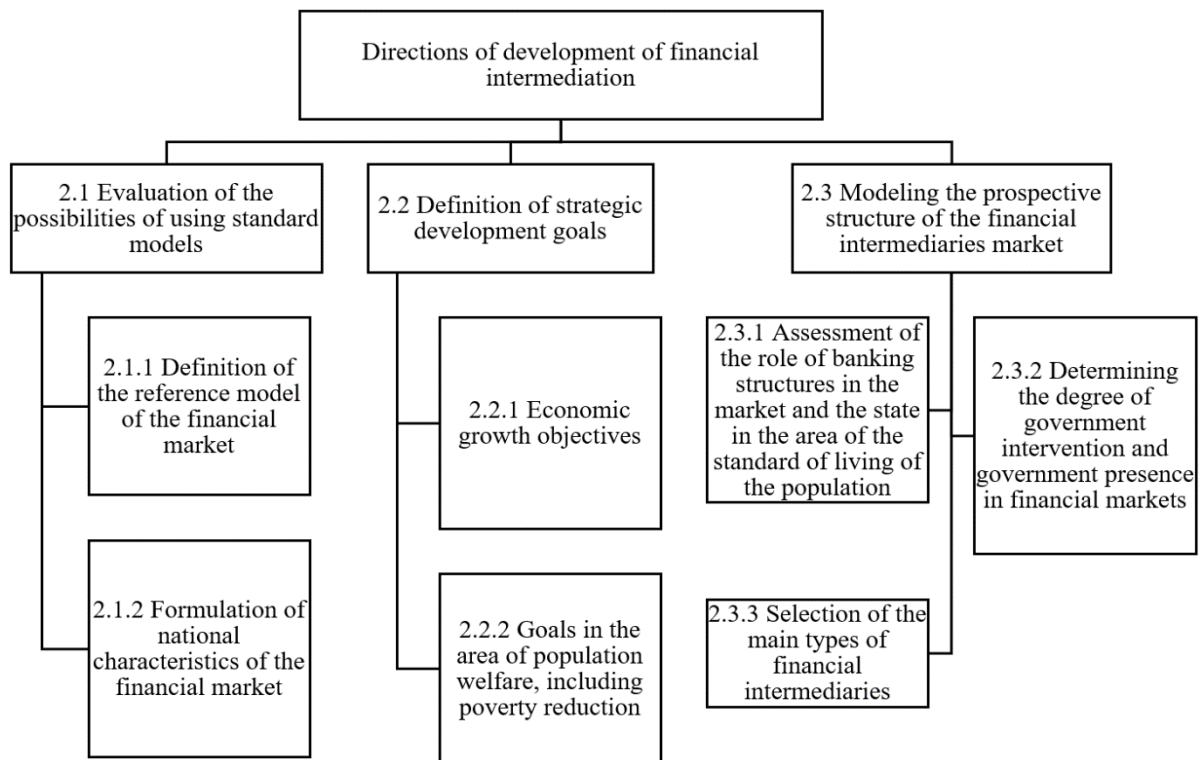 Directions of development of financial
intermediation
2.1 Evaluation of the
possibilities of using standard
models
2.2 Definition of strategic
development goals
2.3 Modeling the prospective
structure of the financial
intermediaries market
2.1.1 Definition of
the reference model
of the financial
market
2.2.1 Economic
growth objectives
2.3.1 Assessment of
the role of banking
structures in the
market and the state
in the area of the
standard of living of
the population
2.3.2 Determining
the degree of
government
intervention and
government presence
in financial markets
2.1.2 Formulation of
national
characteristics of the
financial market
2.2.2 Goals in the
area of population
welfare, including
poverty reduction
2.3.3 Selection of the
main types of
financial
intermediaries